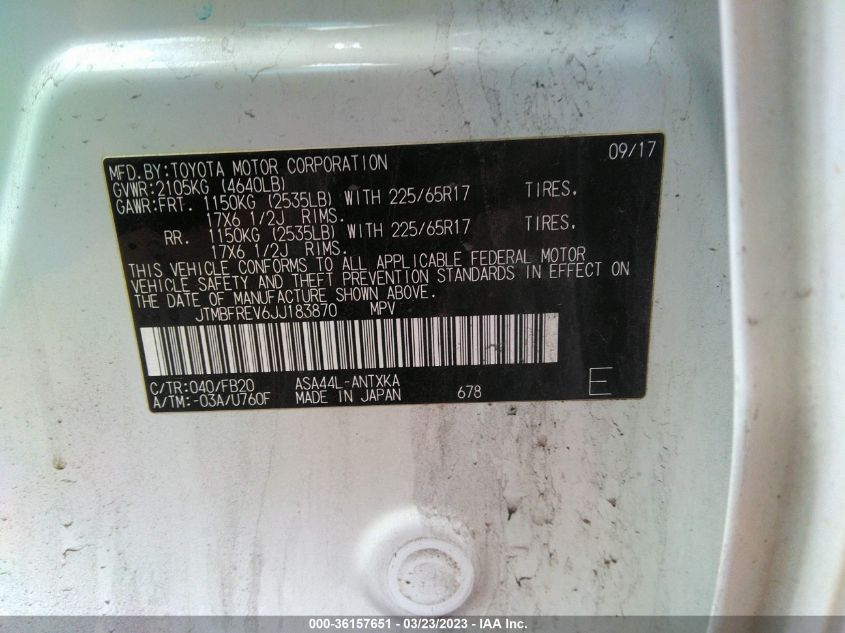 MFD.BY:TOYOTA MOTOR CORPORATION 09/17
GVWR:2105KG (4640LB)
GAWR:FRT. 1150KG (2535LB) WITH 225/65R17 TIRES.
17X6 1/2J RIMS.
RR. 1150KG (2535LB) WITH 225/65R17 TIRES.
17X6 1/2J RIMS.
THIS VEHICLE CONFORMS TO ALL APPLICABLE FEDERAL MOTOR
VEHICLE SAFETY AND THEFT PREVENTION STANDARDS IN EFFECT ON
THE DATE OF MANUFACTURE SHOWN ABOVE.
JTMBFREV6JJ183870 MPV
C/TR:040/FB20 ASA44L-ANTXKA
A/TM:-03A/U760F MADE IN JAPAN 678 E
000-36157651 - 03/23/2023 - IAA Inc.